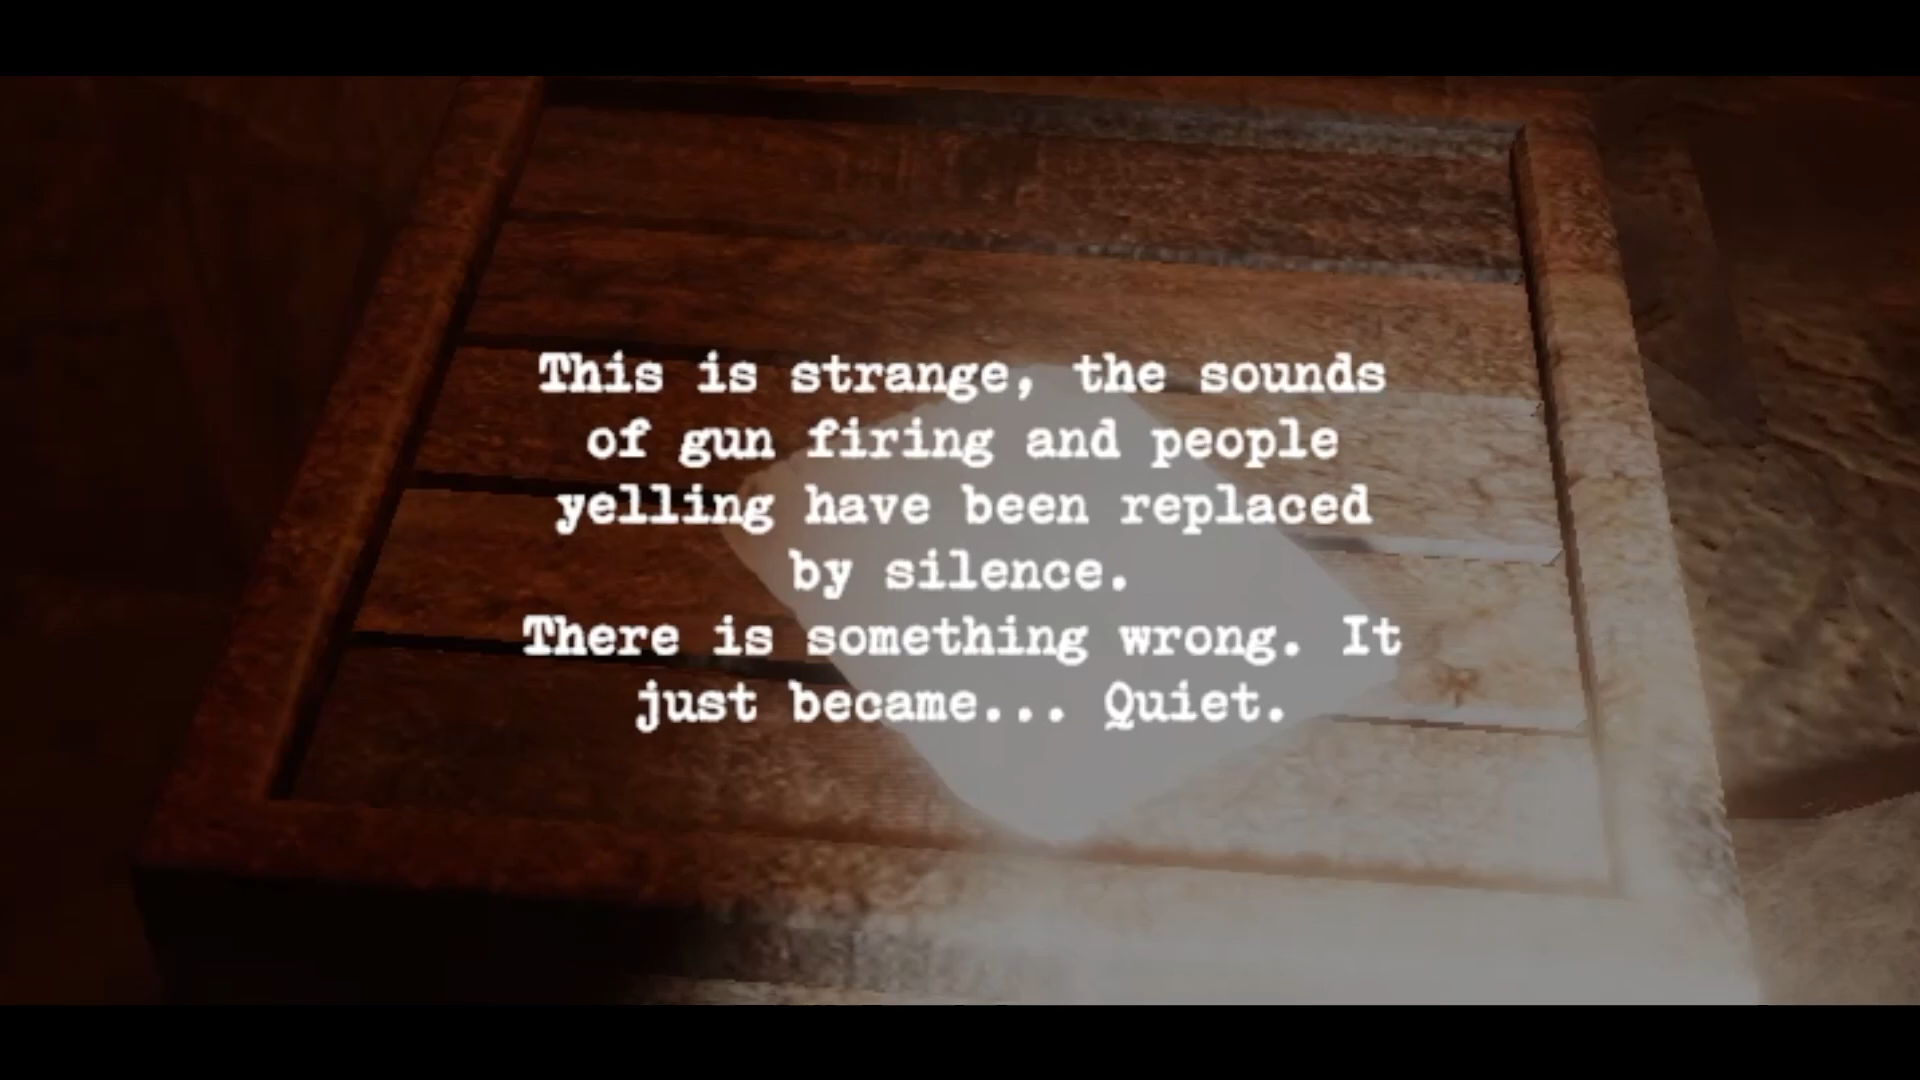 This is strange, the sounds
of gun firing and people
yelling have been replaced
by silence.
There is something wrong. It
just became... Quiet.